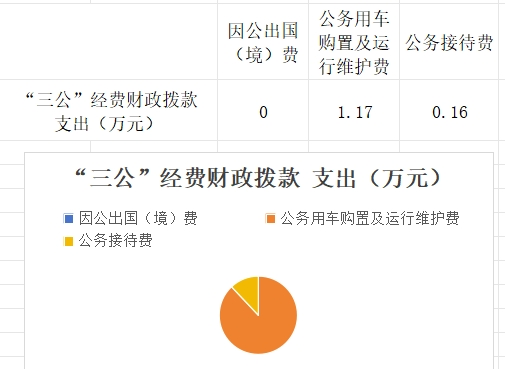 因公出国
（境）费
公务用车
购置及运
行维护费
公务接待费
“三公”经费财政拨款
支出（万元）
0
1.17
0.16
“三公”经费财政拨款 支出（万元）
因公出国（境）费
公务用车购置及运行维护费
公务接待费